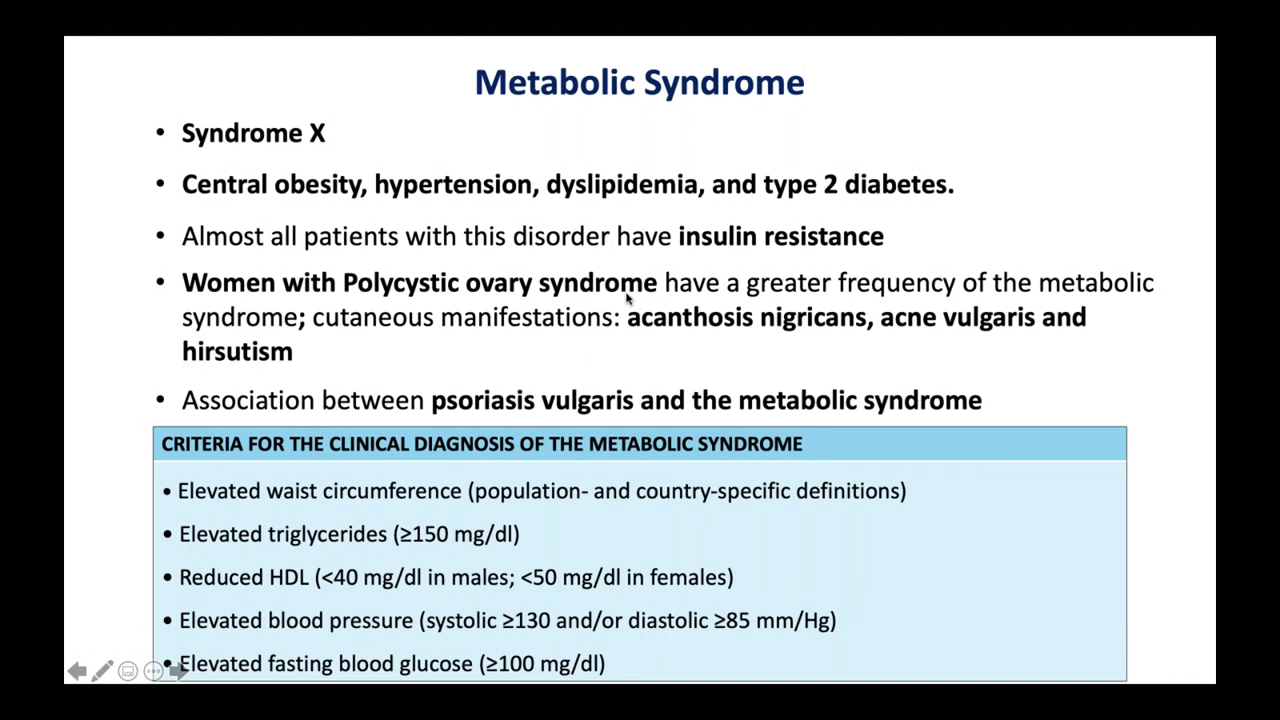 Metabolic Syndrome
• Syndrome X
• Central obesity, hypertension, dyslipidemia, and type 2 diabetes.
• Almost all patients with this disorder have insulin resistance
• Women with Polycystic ovary syndrome have a greater frequency of the metabolic
syndrome; cutaneous manifestations: acanthosis nigricans, acne vulgaris and
hirsutism
• Association between psoriasis vulgaris and the metabolic syndrome
CRITERIA FOR THE CLINICAL DIAGNOSIS OF THE METABOLIC SYNDROME
• Elevated waist circumference (population- and country-specific definitions)
• Elevated triglycerides (≥150 mg/dl)
• Reduced HDL (<40 mg/dl in males; <50 mg/dl in females)
• Elevated blood pressure (systolic ≥130 and/or diastolic ≥85 mm/Hg)
• Elevated fasting blood glucose (≥100 mg/dl)